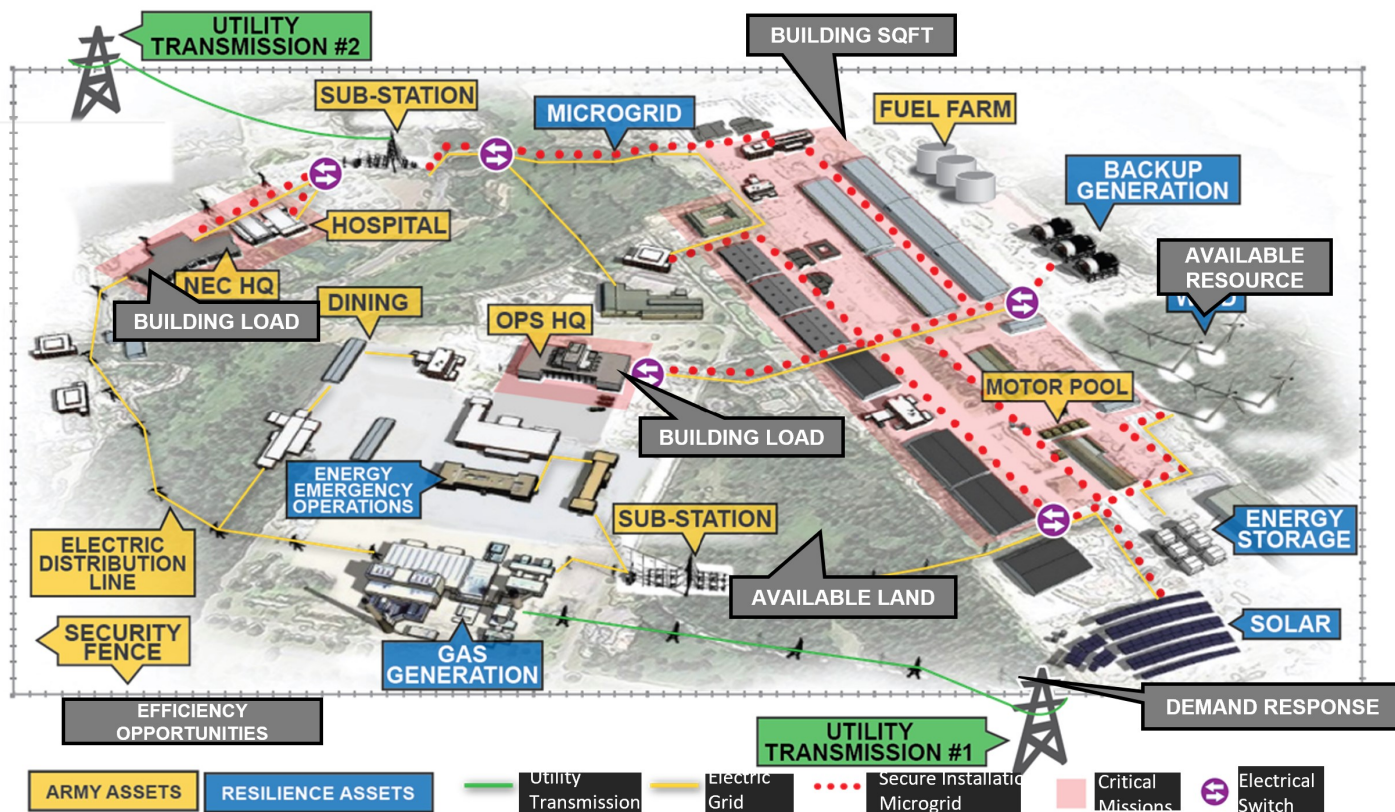 UTILITY
TRANSMISSION #2
BUILDING SQFT
SUB-STATION
MICROGRID
FUEL FARM
BACKUP
GENERATION
HOSPITAL
AVAILABLE
RESOURCE
NEC HQ
BUILDING LOAD
DINING
OPS HQ
MOTOR POOL
BUILDING LOAD
ENERGY
EMERGENCY
OPERATIONS
SUB-STATION
ENERGY
STORAGE
ELECTRIC
DISTRIBUTION
LINE
AVAILABLE LAND
SOLAR
SECURITY
FENCE
GAS
GENERATION
EFFICIENCY
OPPORTUNITIES
DEMAND RESPONSE
UTILITY
TRANSMISSION #1
ARMY ASSETS
RESILIENCE ASSETS
Utility
Transmission
Electric
Grid
Secure Installatio
Microgrid
Critical
Missions
Electrical
Switch